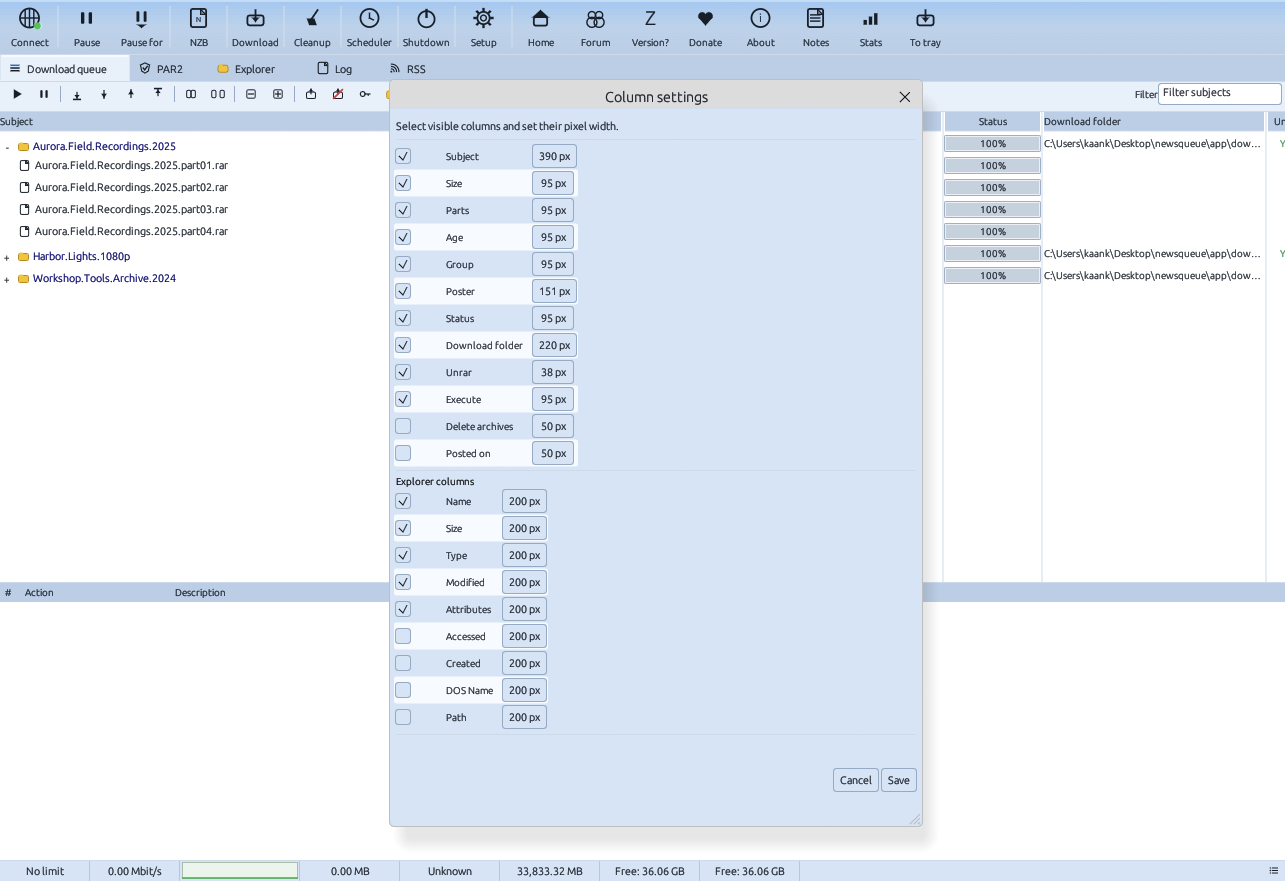 Connect Pause Pause for NZB Download Cleanup Scheduler Shutdown Setup Home Forum Version? Donate About Notes Stats To tray
Download queue PAR2 Explorer Log RSS
Filter Filter subjects
Subject Status Download folder
- Aurora.Field.Recordings.2025 100% C:\Users\kaank\Desktop\newsqueue\app\dow...
Aurora.Field.Recordings.2025.part01.rar 100%
Aurora.Field.Recordings.2025.part02.rar 100%
Aurora.Field.Recordings.2025.part03.rar 100%
Aurora.Field.Recordings.2025.part04.rar 100%
+ Harbor.Lights.1080p 100% C:\Users\kaank\Desktop\newsqueue\app\dow...
+ Workshop.Tools.Archive.2024 100% C:\Users\kaank\Desktop\newsqueue\app\dow...
Column settings
Select visible columns and set their pixel width.
Subject 390 px
Size 95 px
Parts 95 px
Age 95 px
Group 95 px
Poster 151 px
Status 95 px
Download folder 220 px
Unrar 38 px
Execute 95 px
Delete archives 50 px
Posted on 50 px
Explorer columns
Name 200 px
Size 200 px
Type 200 px
Modified 200 px
Attributes 200 px
Accessed 200 px
Created 200 px
DOS Name 200 px
Path 200 px
Cancel Save
# Action Description
No limit 0.00 Mbit/s 0.00 MB Unknown 33,833.32 MB Free: 36.06 GB Free: 36.06 GB